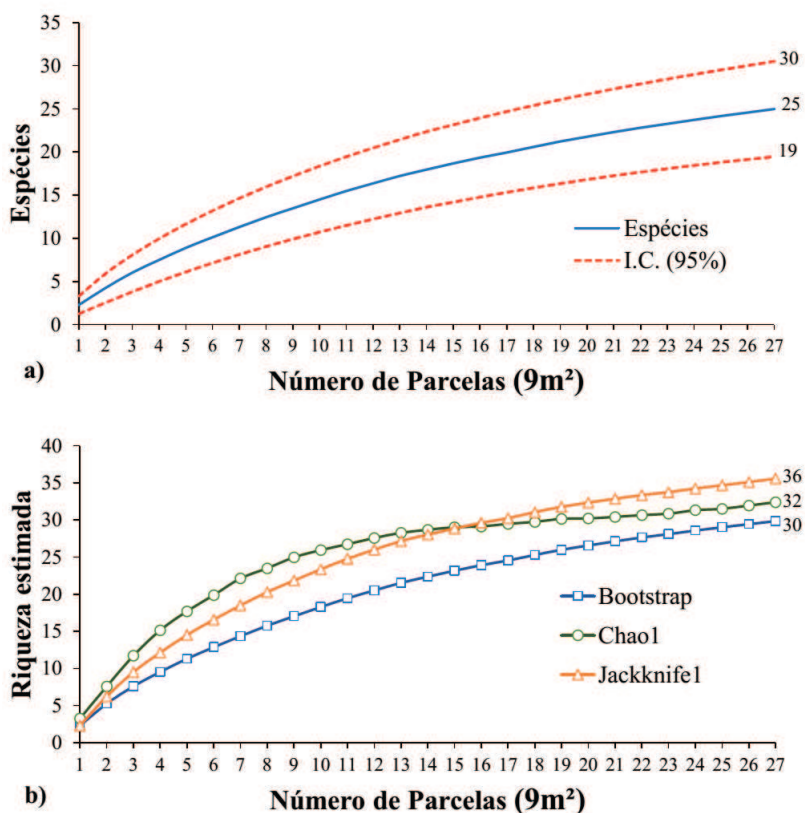 35
30
25
20
15
10
5
0
Espécies
30
25
19
Espécies
I.C. (95%)
1 2 3 4 5 6 7 8 9 10 11 12 13 14 15 16 17 18 19 20 21 22 23 24 25 26 27
a)
Número de Parcelas (9m²)
40
35
30
25
20
15
10
5
0
Riqueza estimada
36
32
30
Bootstrap
Chao1
Jackknife1
1 2 3 4 5 6 7 8 9 10 11 12 13 14 15 16 17 18 19 20 21 22 23 24 25 26 27
b)
Número de Parcelas (9m²)